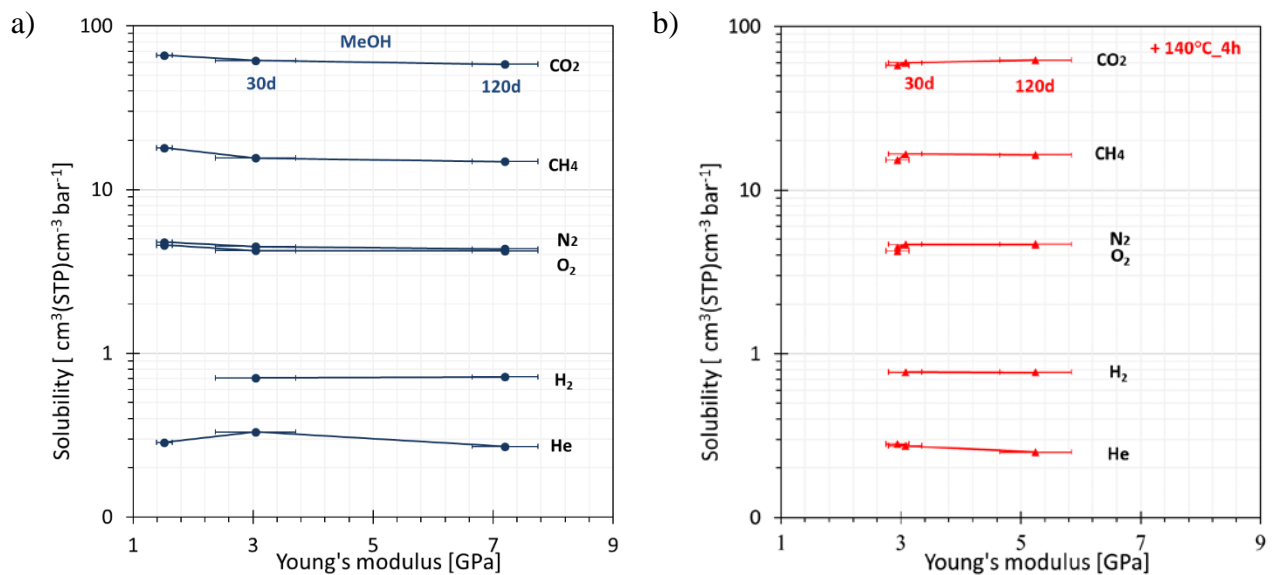 a)
100
10
1
0
Solubility [ cm³(STP)cm⁻³ bar⁻¹]
MeOH
30d
120d
CO₂
CH₄
N₂
O₂
H₂
He
1 3 5 7 9
Young's modulus [GPa]
b)
100
10
1
0
Solubility [ cm³(STP)cm⁻³ bar⁻¹]
+ 140°C_4h
30d
120d
CO₂
CH₄
N₂
O₂
H₂
He
1 3 5 7 9
Young's modulus [GPa]